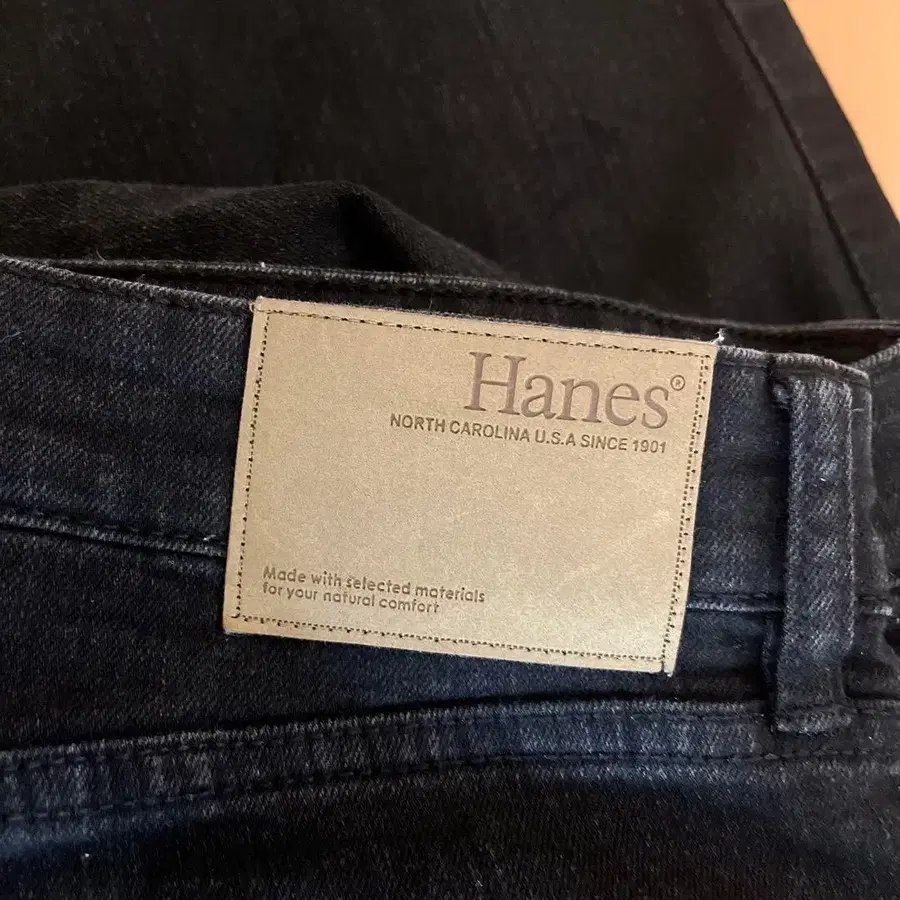 Hanes®
NORTH CAROLINA U.S.A SINCE 1901
Made with selected materials
for your natural comfort